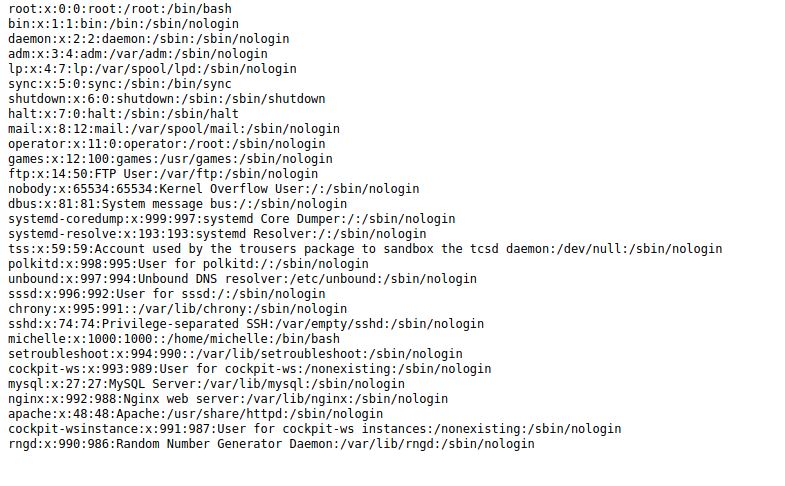 root:x:0:0:root:/root:/bin/bash
bin:x:1:1:bin:/bin:/sbin/nologin
daemon:x:2:2:daemon:/sbin:/sbin/nologin
adm:x:3:4:adm:/var/adm:/sbin/nologin
lp:x:4:7:lp:/var/spool/lpd:/sbin/nologin
sync:x:5:0:sync:/sbin:/bin/sync
shutdown:x:6:0:shutdown:/sbin:/sbin/shutdown
halt:x:7:0:halt:/sbin:/sbin/halt
mail:x:8:12:mail:/var/spool/mail:/sbin/nologin
operator:x:11:0:operator:/root:/sbin/nologin
games:x:12:100:games:/usr/games:/sbin/nologin
ftp:x:14:50:FTP User:/var/ftp:/sbin/nologin
nobody:x:65534:65534:Kernel Overflow User:/:/sbin/nologin
dbus:x:81:81:System message bus:/:/sbin/nologin
systemd-coredump:x:999:997:systemd Core Dumper:/:/sbin/nologin
systemd-resolve:x:193:193:systemd Resolver:/:/sbin/nologin
tss:x:59:59:Account used by the trousers package to sandbox the tcsd daemon:/dev/null:/sbin/nologin
polkitd:x:998:995:User for polkitd:/:/sbin/nologin
unbound:x:997:994:Unbound DNS resolver:/etc/unbound:/sbin/nologin
sssd:x:996:992:User for sssd:/:/sbin/nologin
chrony:x:995:991::/var/lib/chrony:/sbin/nologin
sshd:x:74:74:Privilege-separated SSH:/var/empty/sshd:/sbin/nologin
michelle:x:1000:1000::/home/michelle:/bin/bash
setroubleshoot:x:994:990::/var/lib/setroubleshoot:/sbin/nologin
cockpit-ws:x:993:989:User for cockpit-ws:/nonexisting:/sbin/nologin
mysql:x:27:27:MySQL Server:/var/lib/mysql:/sbin/nologin
nginx:x:992:988:Nginx web server:/var/lib/nginx:/sbin/nologin
apache:x:48:48:Apache:/usr/share/httpd:/sbin/nologin
cockpit-wsinstance:x:991:987:User for cockpit-ws instances:/nonexisting:/sbin/nologin
rngd:x:990:986:Random Number Generator Daemon:/var/lib/rngd:/sbin/nologin